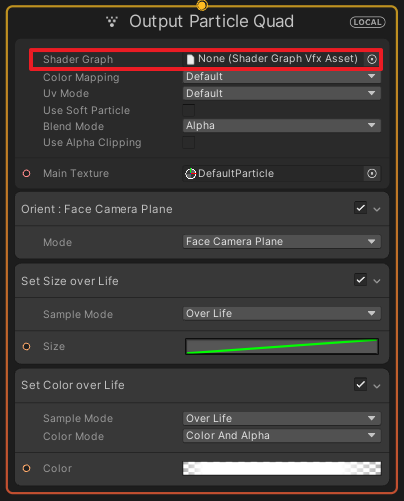 Output Particle Quad LOCAL
Shader Graph None (Shader Graph Vfx Asset)
Color Mapping Default
Uv Mode Default
Use Soft Particle
Blend Mode Alpha
Use Alpha Clipping
Main Texture DefaultParticle
Orient : Face Camera Plane
Mode Face Camera Plane
Set Size over Life
Sample Mode Over Life
Size
Set Color over Life
Sample Mode Over Life
Color Mode Color And Alpha
Color